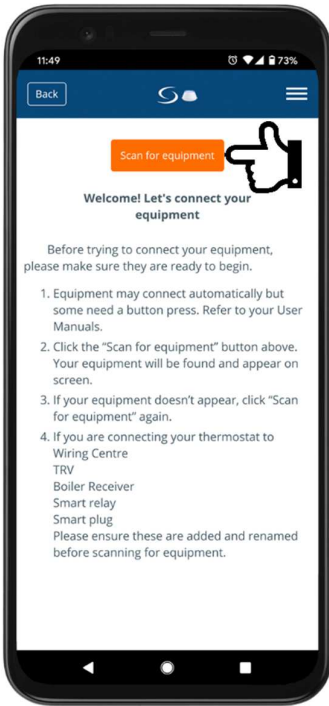 11:49
73%
Back
Scan for equipment
Welcome! Let's connect your
equipment
Before trying to connect your equipment,
please make sure they are ready to begin.
1. Equipment may connect automatically but
some need a button press. Refer to your User
Manuals.
2. Click the “Scan for equipment” button above.
Your equipment will be found and appear on
screen.
3. If your equipment doesn’t appear, click “Scan
for equipment” again.
4. If you are connecting your thermostat to
Wiring Centre
TRV
Boiler Receiver
Smart relay
Smart plug
Please ensure these are added and renamed
before scanning for equipment.